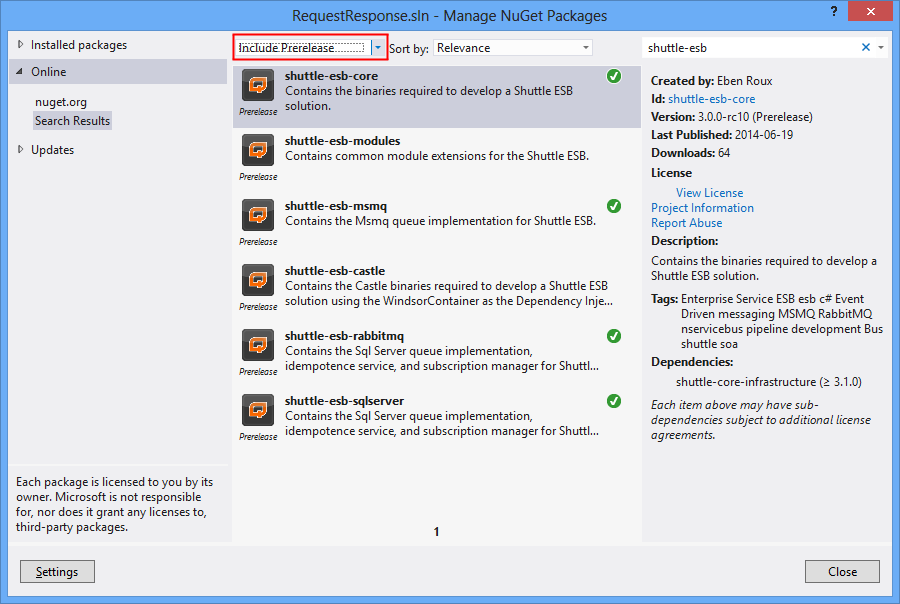 RequestResponse.sln - Manage NuGet Packages
?
Installed packages
Online
nuget.org
Search Results
Updates
Each package is licensed to you by its
owner. Microsoft is not responsible
for, nor does it grant any licenses to,
third-party packages.
Include Prerelease
Sort by: Relevance
shuttle-esb-core
Contains the binaries required to develop a Shuttle ESB
solution.
Prerelease
shuttle-esb-modules
Contains common module extensions for the Shuttle ESB.
Prerelease
shuttle-esb-msmq
Contains the Msmq queue implementation for Shuttle ESB.
Prerelease
shuttle-esb-castle
Contains the Castle binaries required to develop a Shuttle ESB
solution using the WindsorContainer as the Dependency Inje...
Prerelease
shuttle-esb-rabbitmq
Contains the Sql Server queue implementation,
idempotence service, and subscription manager for Shuttl...
Prerelease
shuttle-esb-sqlserver
Contains the Sql Server queue implementation,
idempotence service, and subscription manager for Shuttl...
Prerelease
1
shuttle-esb
Created by: Eben Roux
Id: shuttle-esb-core
Version: 3.0.0-rc10 (Prerelease)
Last Published: 2014-06-19
Downloads: 64
License
View License
Project Information
Report Abuse
Description:
Contains the binaries required to develop a
Shuttle ESB solution.
Tags: Enterprise Service ESB esb c# Event
Driven messaging MSMQ RabbitMQ
nservicebus pipeline development Bus
shuttle soa
Dependencies:
shuttle-core-infrastructure (≥ 3.1.0)
Each item above may have sub-
dependencies subject to additional license
agreements.
Settings
Close